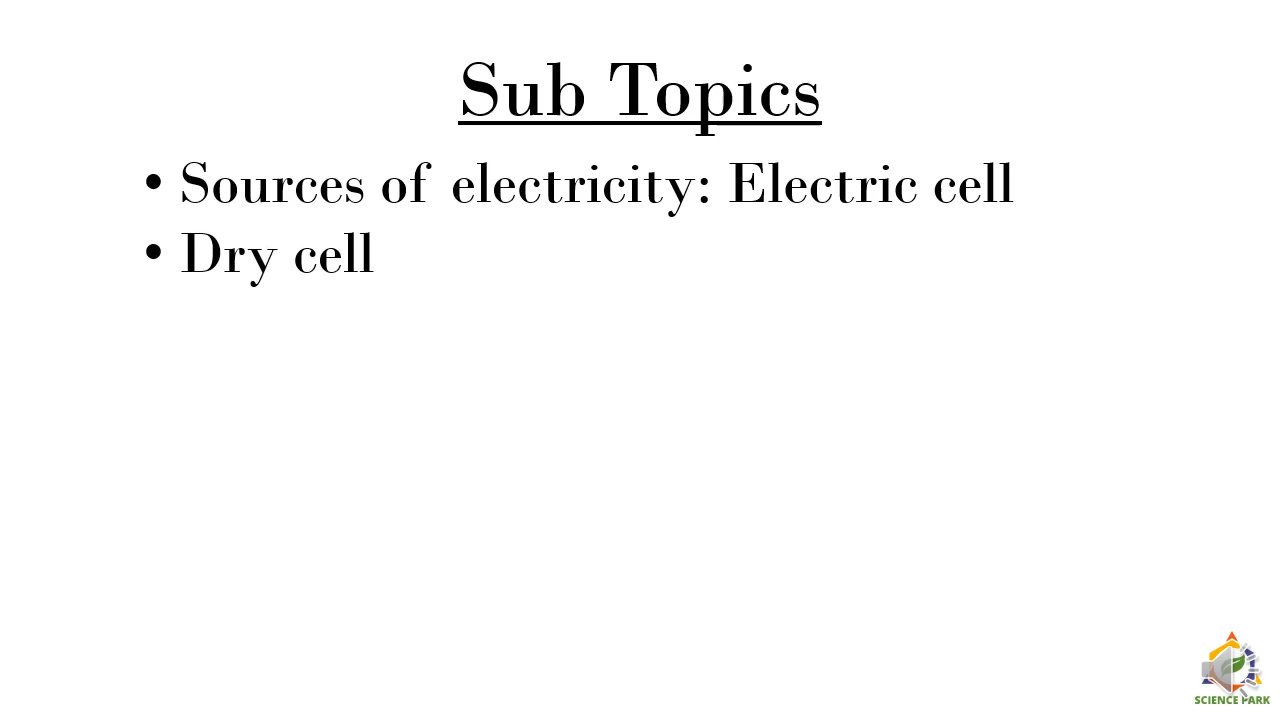 Sub Topics
• Sources of electricity: Electric cell
• Dry cell
SCIENCE PARK